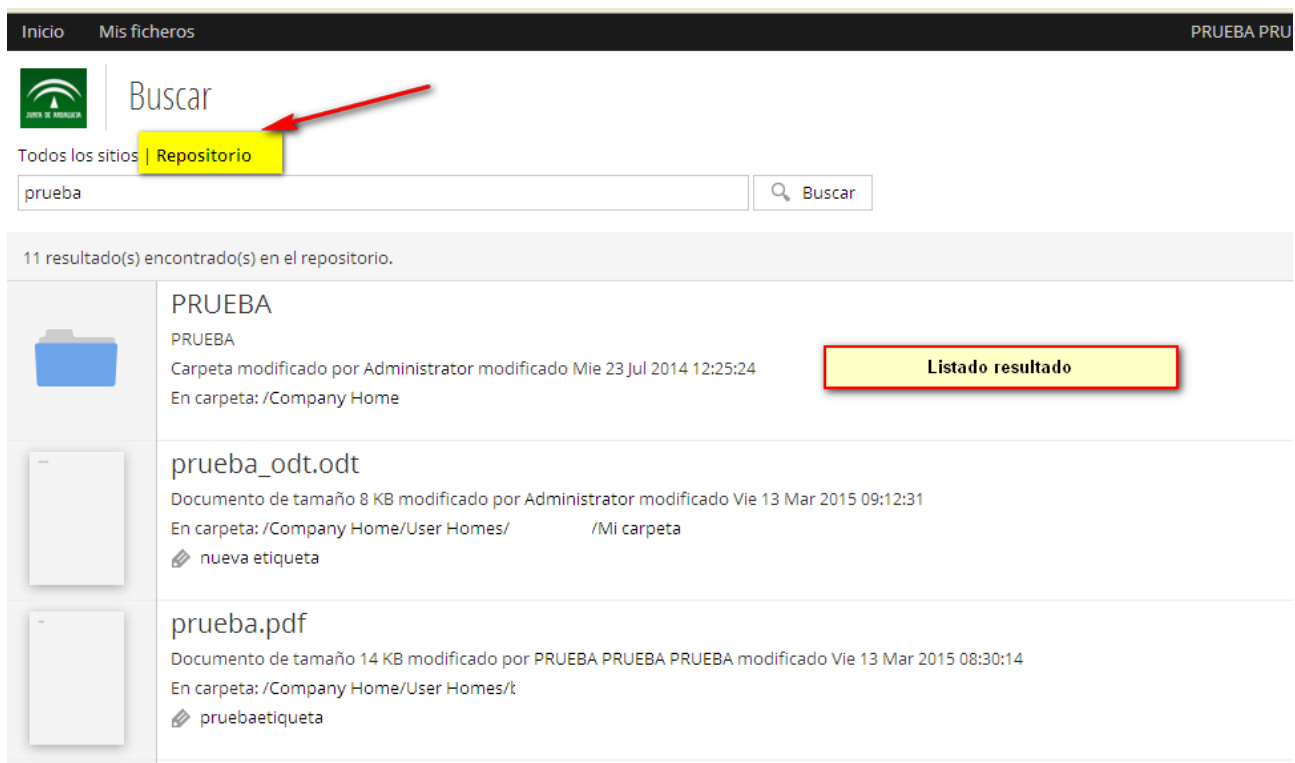 Inicio Mis ficheros PRUEBA PRU
JUNTA DE ANDALUCIA
Buscar
Todos los sitios | Repositorio
prueba Buscar
11 resultado(s) encontrado(s) en el repositorio.
PRUEBA
PRUEBA
Carpeta modificado por Administrator modificado Mie 23 Jul 2014 12:25:24
Listado resultado
En carpeta: /Company Home
prueba_odt.odt
Documento de tamaño 8 KB modificado por Administrator modificado Vie 13 Mar 2015 09:12:31
En carpeta: /Company Home/User Homes/ /Mi carpeta
nueva etiqueta
prueba.pdf
Documento de tamaño 14 KB modificado por PRUEBA PRUEBA PRUEBA modificado Vie 13 Mar 2015 08:30:14
En carpeta: /Company Home/User Homes/
pruebaetiqueta